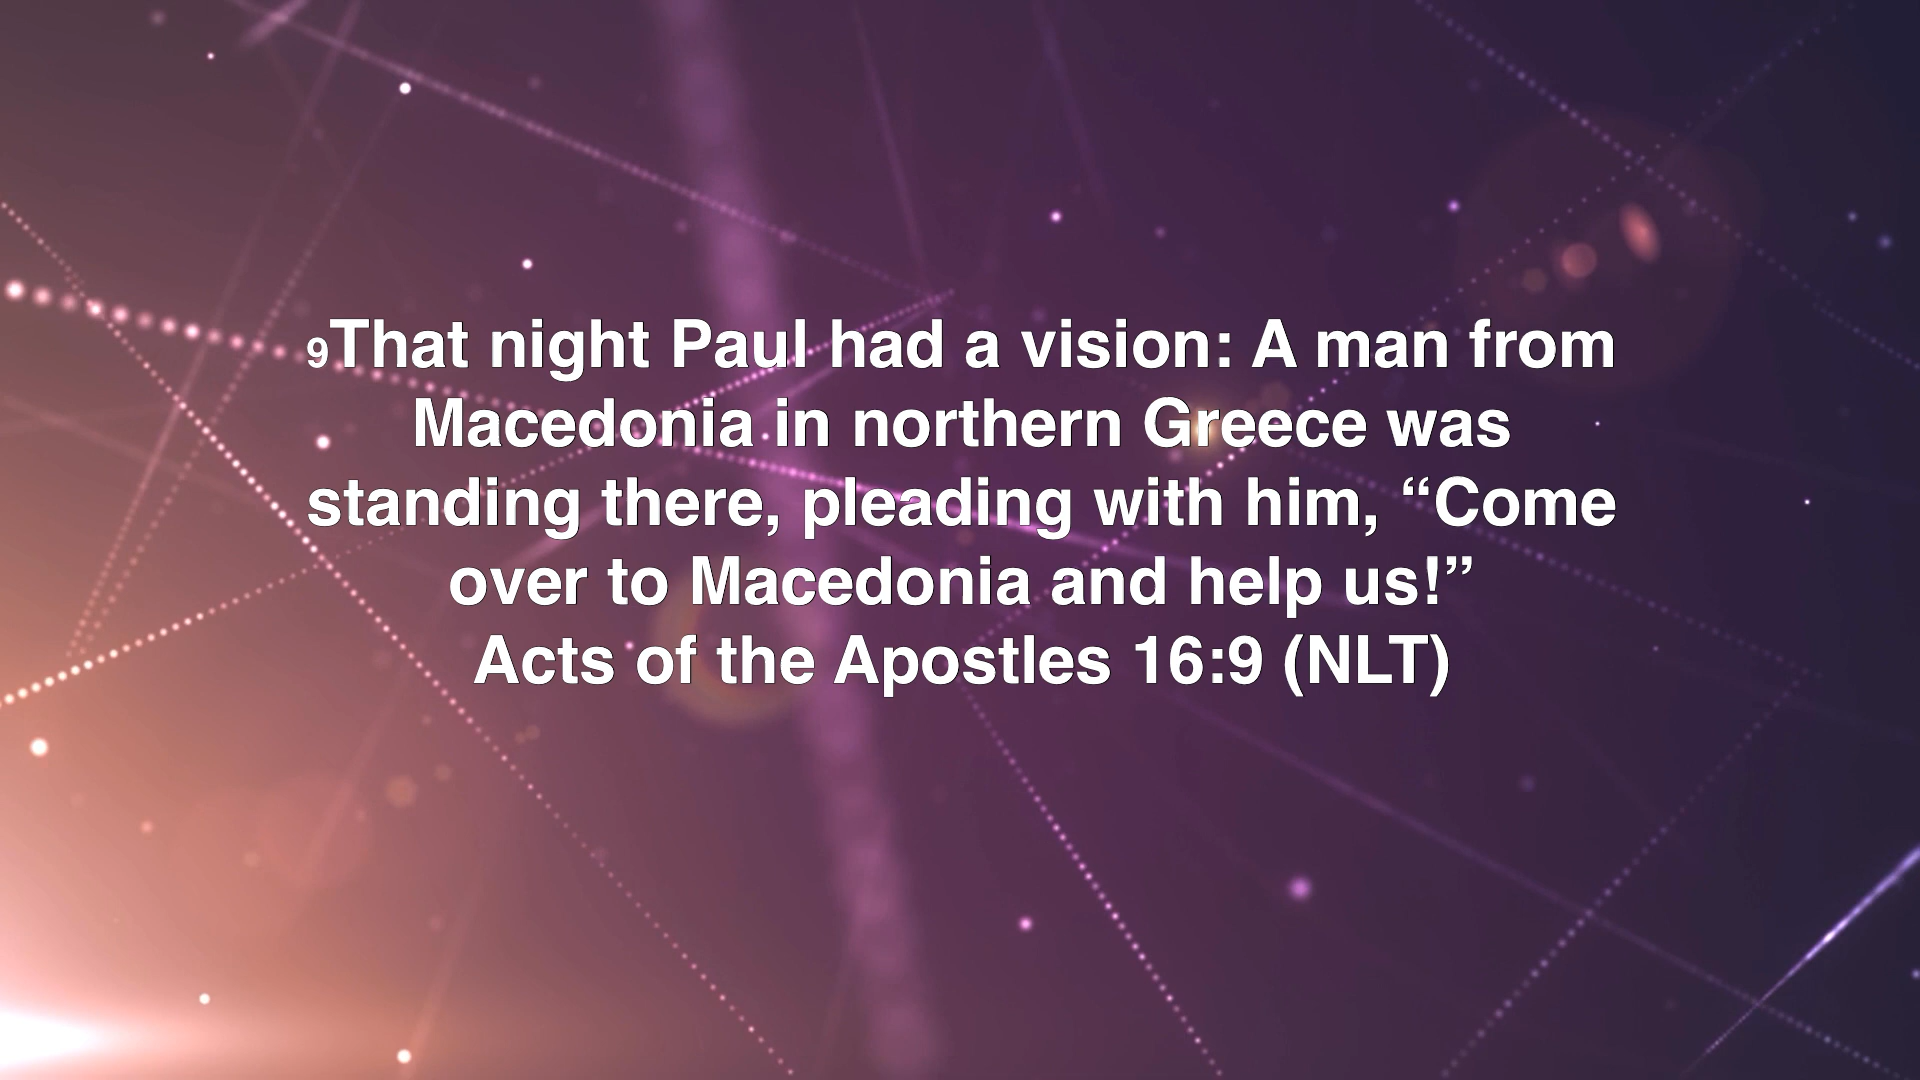 9That night Paul had a vision: A man from
Macedonia in northern Greece was
standing there, pleading with him, “Come
over to Macedonia and help us!”
Acts of the Apostles 16:9 (NLT)